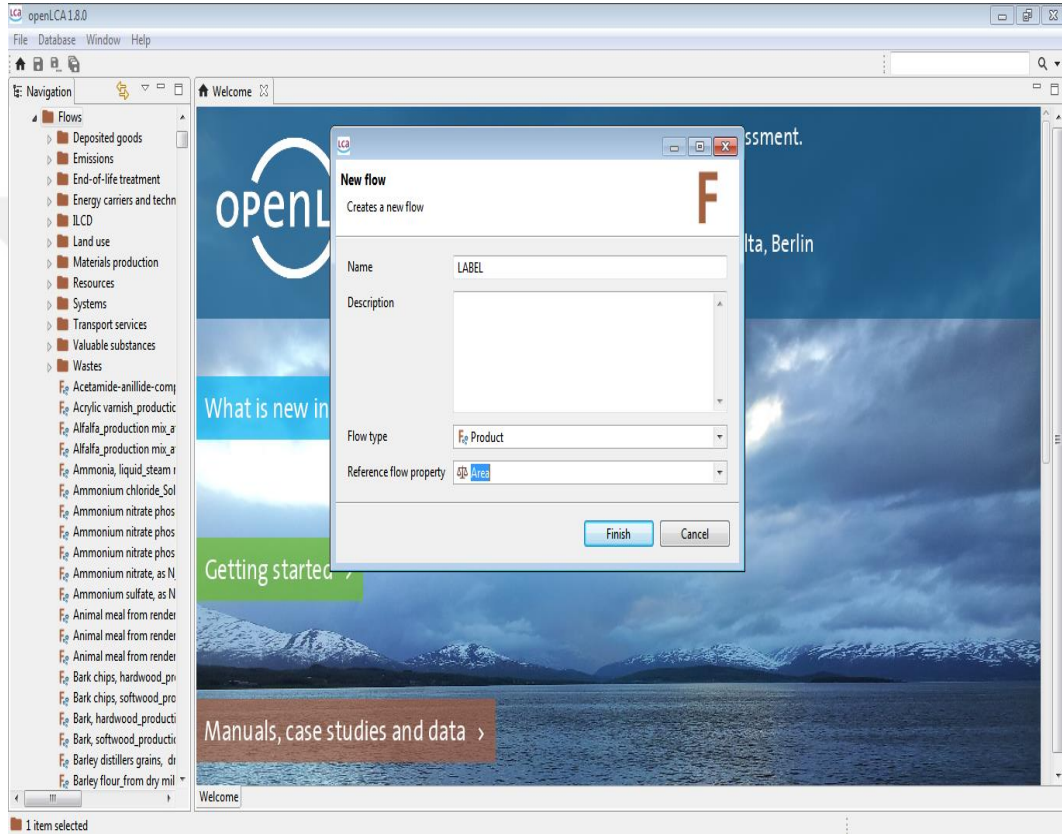 openLCA 1.8.0
File Database Window Help
Navigation
Welcome
Flows
Deposited goods
Emissions
End-of-life treatment
Energy carriers and techn
ILCD
Land use
Materials production
Resources
Systems
Transport services
Valuable substances
Wastes
Acetamide-anillide-comp
Acrylic varnish_productic
Alfalfa_production mix_a
Alfalfa_production mix_a
Ammonia, liquid_steam r
Ammonium chloride_Sol
Ammonium nitrate phos
Ammonium nitrate phos
Ammonium nitrate phos
Ammonium nitrate, as N
Ammonium sulfate, as N
Animal meal from render
Animal meal from render
Animal meal from render
Bark chips, hardwood_pr
Bark chips, softwood_pro
Bark, hardwood_producti
Bark, softwood_productic
Barley distillers grains, dr
Barley flour_from dry mil
openL
ssment.
lta, Berlin
What is new in
Getting started
Manuals, case studies and data ›
LCA
New flow
Creates a new flow
F
Name LABEL
Description
Flow type Product
Reference flow property Area
Finish Cancel
Welcome
1 item selected